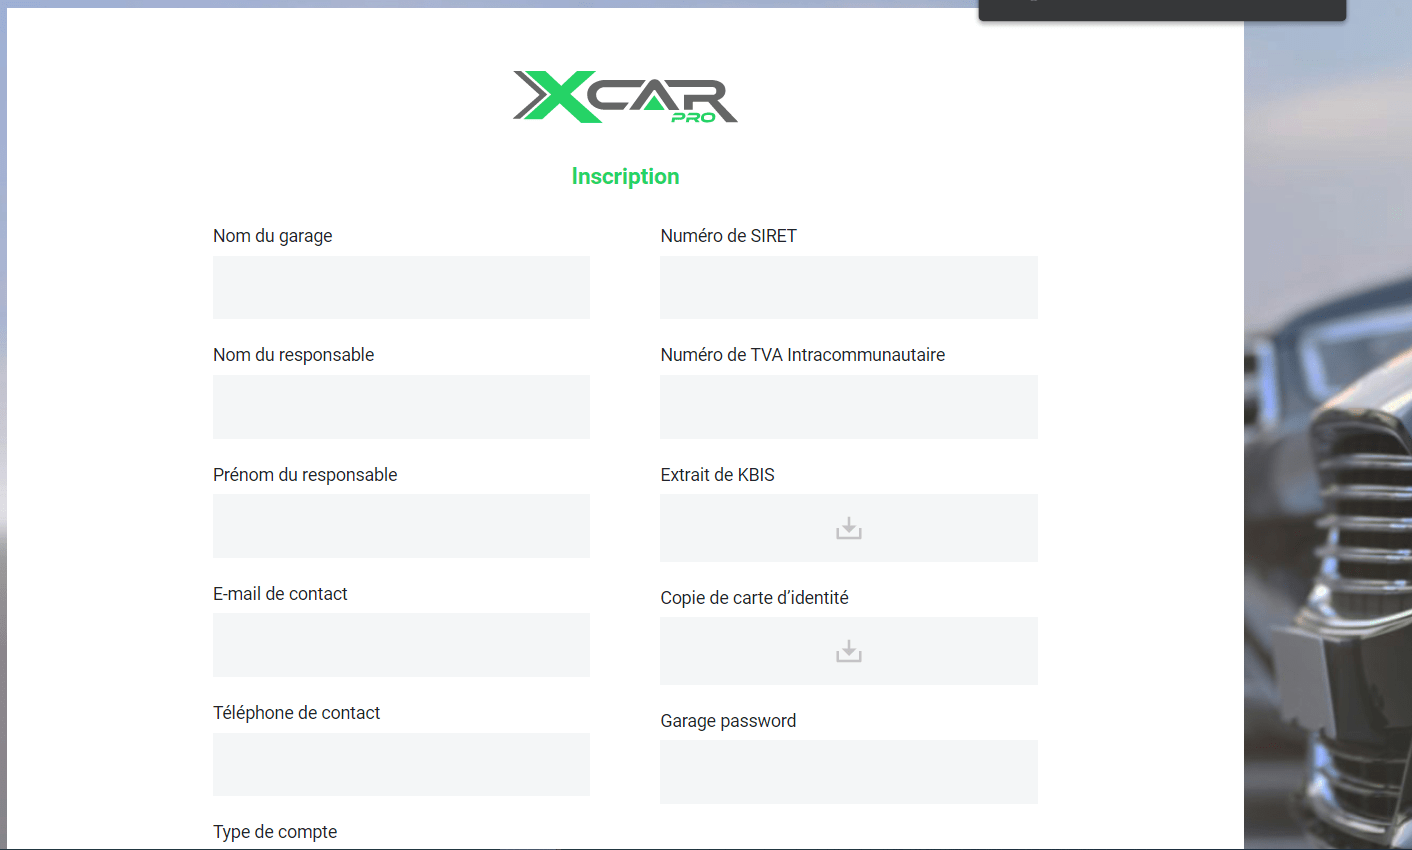 XCAR
PRO
Inscription
Nom du garage
Numéro de SIRET
Nom du responsable
Numéro de TVA Intracommunautaire
Prénom du responsable
Extrait de KBIS
E-mail de contact
Copie de carte d’identité
Téléphone de contact
Garage password
Type de compte